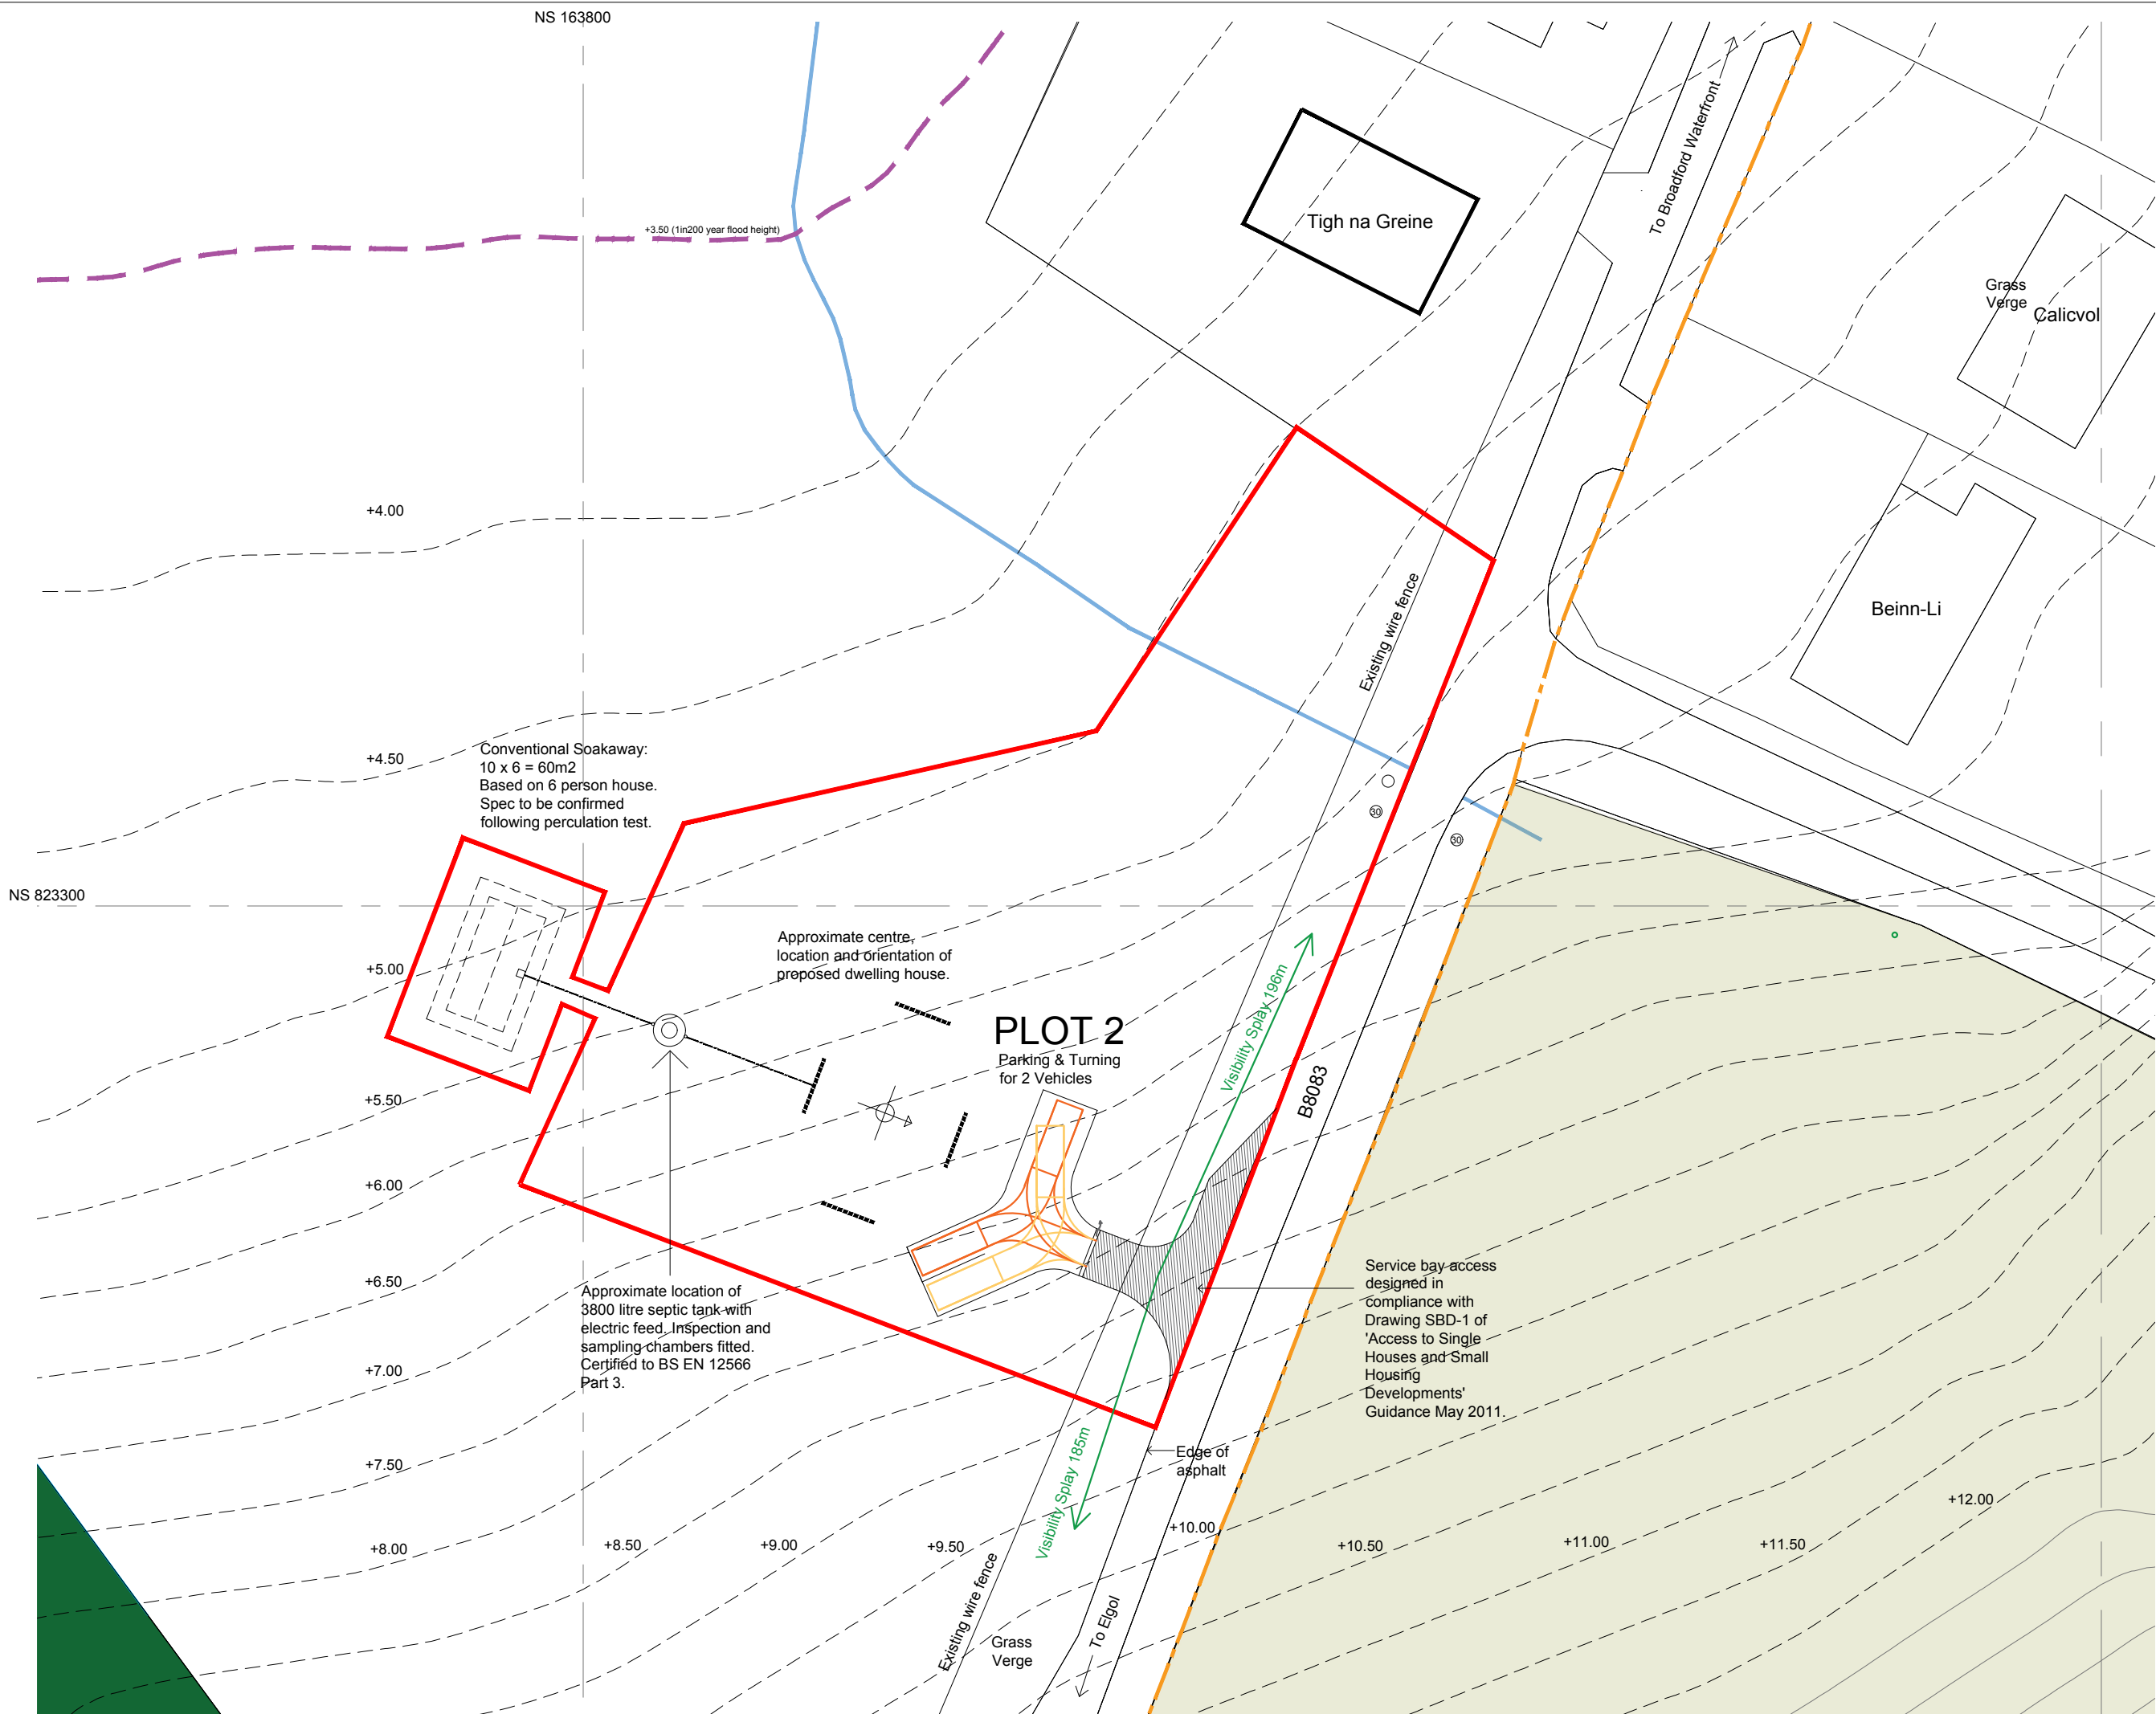 NS 163800
To Broadford Waterfront
Tigh na Greine
+3.50 (1in200 year flood height)
Grass
Verge
Calicvol
+4.00
Existing wire fence
Beinn-Li
+4.50
Conventional Soakaway:
10 x 6 = 60m2
Based on 6 person house.
Spec to be confirmed
following perculation test.
30
30
NS 823300
Approximate centre,
location and orientation of
proposed dwelling house.
+5.00
PLOT 2
Parking & Turning
for 2 Vehicles
Visibility Splay 196m
B8083
+5.50
+6.00
+6.50
Approximate location of
3800 litre septic tank with
electric feed. Inspection and
sampling chambers fitted.
Certified to BS EN 12566
Part 3.
Service bay access
designed in
compliance with
Drawing SBD-1 of
'Access to Single
Houses and Small
Housing
Developments'
Guidance May 2011.
+7.00
+7.50
Visibility Splay 185m
Edge of
asphalt
+8.00
+8.50
+9.00
+9.50
+10.00
+10.50
+11.00
+11.50
+12.00
Existing wire fence
Grass
Verge
To Elgol